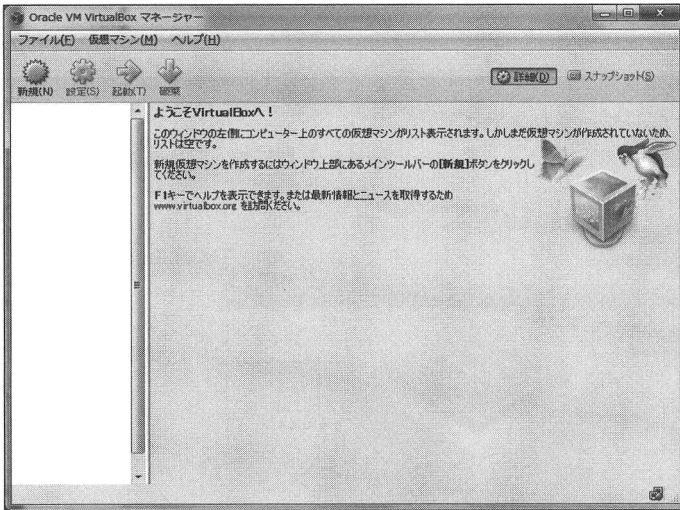 Oracle VM VirtualBox マネージャー
ファイル(F) 仮想マシン(M) ヘルプ(H)
新規(N) 設定(S) 起動(T) 破棄
詳細(D) スナップショット(S)
ようこそVirtualBoxへ！
このウィンドウの左側にコンピューター上のすべての仮想マシンがリスト表示されます。しかしまだ仮想マシンが作成されていないため、
リストは空です。
新規仮想マシンを作成するにはウィンドウ上部にあるメインツールバーの[新規]ボタンをクリックし
てください。
F1キーでヘルプを表示できます。または最新情報とニュースを取得するため
www.virtualbox.org を訪問ください。